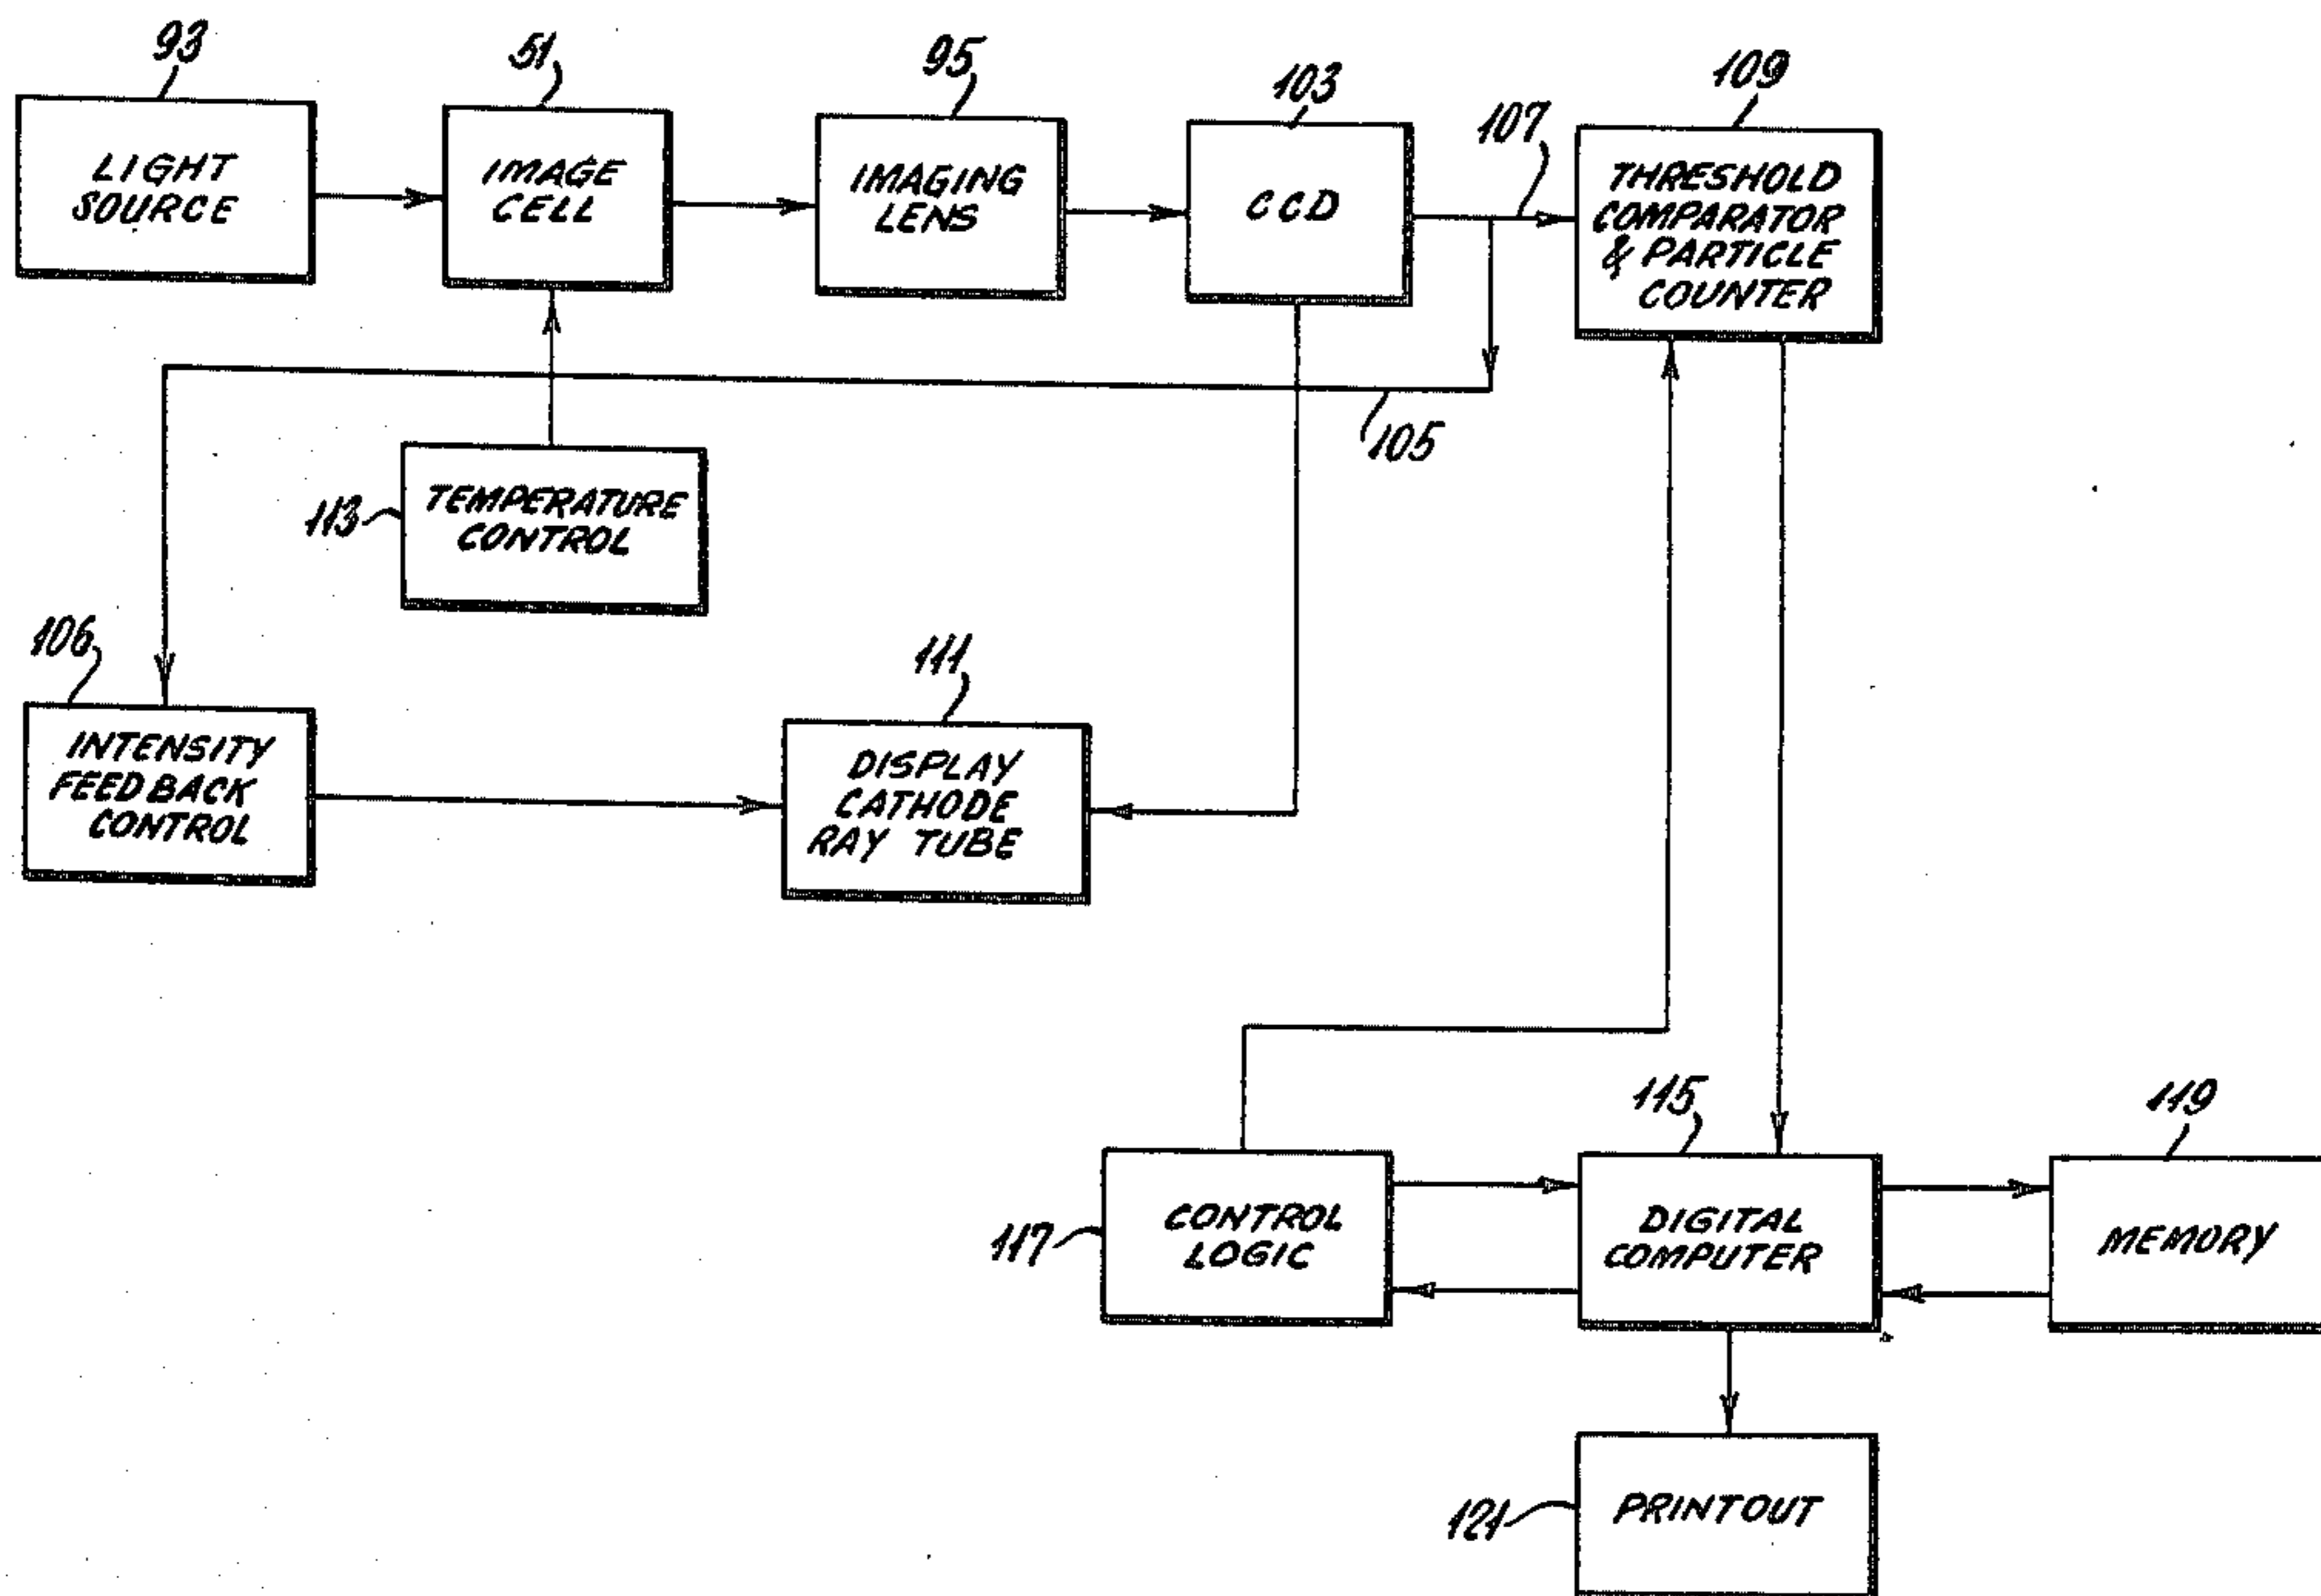 93
51
95
103
107
109
LIGHT
SOURCE
IMAGE
CELL
IMAGING
LENS
CCD
THRESHOLD
COMPARATOR
& PARTICLE
COUNTER
105
113
TEMPERATURE
CONTROL
106
111
INTENSITY
FEEDBACK
CONTROL
DISPLAY
CATHODE
RAY TUBE
115
119
117
CONTROL
LOGIC
DIGITAL
COMPUTER
MEMORY
121
PRINTOUT